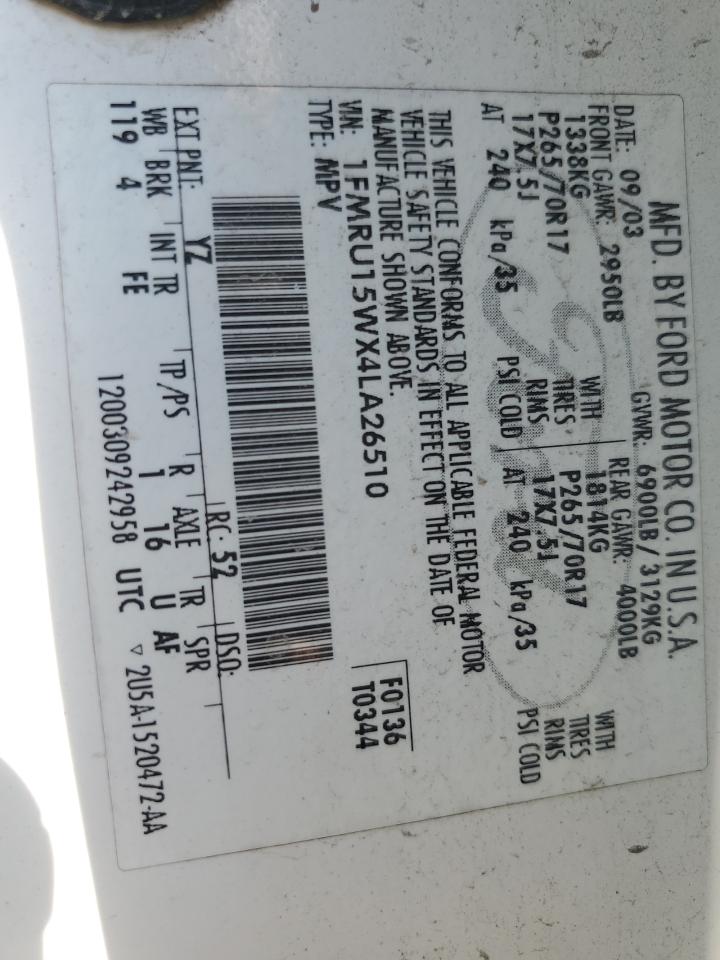 MFD. BY FORD MOTOR CO. IN U.S.A.
DATE: 09/03 GVWR: 6900LB / 3129KG
FRONT GAWR: 2950LB REAR GAWR: 4000LB
1338KG WITH 1814KG WITH
P265/70R17 TIRES P265/70R17 TIRES
17X7.5J RIMS 17X7.5J RIMS
AT 240 kPa/35 PSI COLD AT 240 kPa/35 PSI COLD
THIS VEHICLE CONFORMS TO ALL APPLICABLE FEDERAL MOTOR
VEHICLE SAFETY STANDARDS IN EFFECT ON THE DATE OF
MANUFACTURE SHOWN ABOVE.
VIN: 1FMRU15WX4LA26510
TYPE: MPV
F0136
T0344
EXT PNT: YZ RC: 52 DSO:
WB BRK INT TR TP/PS R AXLE TR SPR
119 4 FE 1 16 U AF
1200309242958 UTC ▽ 2U5A-1520472-AA